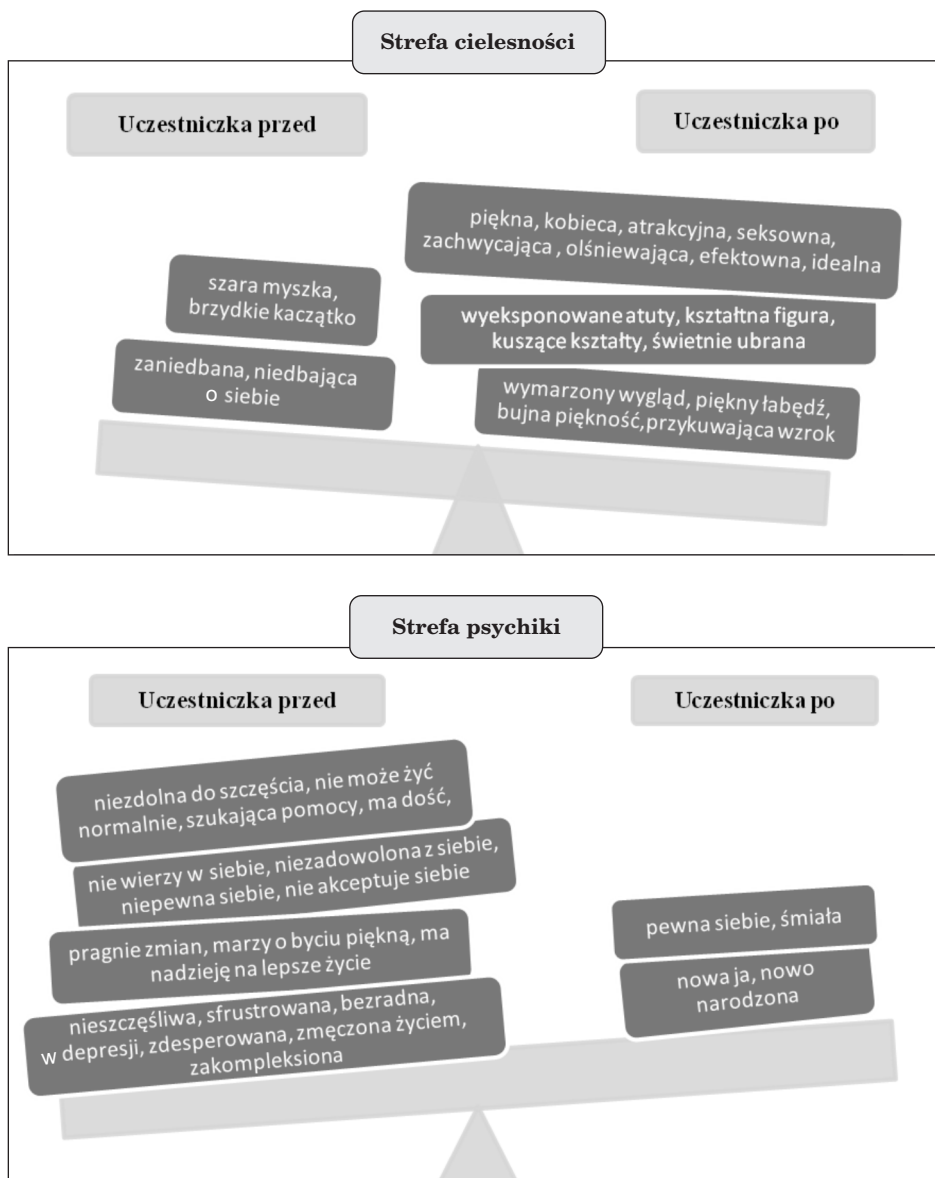 Strefa cielesności
Uczestniczka przed
Uczestniczka po
szara myszka,
brzydkie kaczątko
zaniedbana, niedbająca
o siebie
piękna, kobieca, atrakcyjna, seksowna,
zachwycająca , olśniewająca, efektowna, idealna
wyeksponowane atuty, kształtna figura,
kuszące kształty, świetnie ubrana
wymarzony wygląd, piękny łabędź,
bujna piękność,przykuwająca wzrok
Strefa psychiki
Uczestniczka przed
Uczestniczka po
niezdolna do szczęścia, nie może żyć
normalnie, szukająca pomocy, ma dość,
nie wierzy w siebie, niezadowolona z siebie,
niepewna siebie, nie akceptuje siebie
pragnie zmian, marzy o byciu piękną, ma
nadzieję na lepsze życie
nieszczęśliwa, sfrustrowana, bezradna,
w depresji, zdesperowana, zmęczona życiem,
zakompleksiona
pewna siebie, śmiała
nowa ja, nowo
narodzona